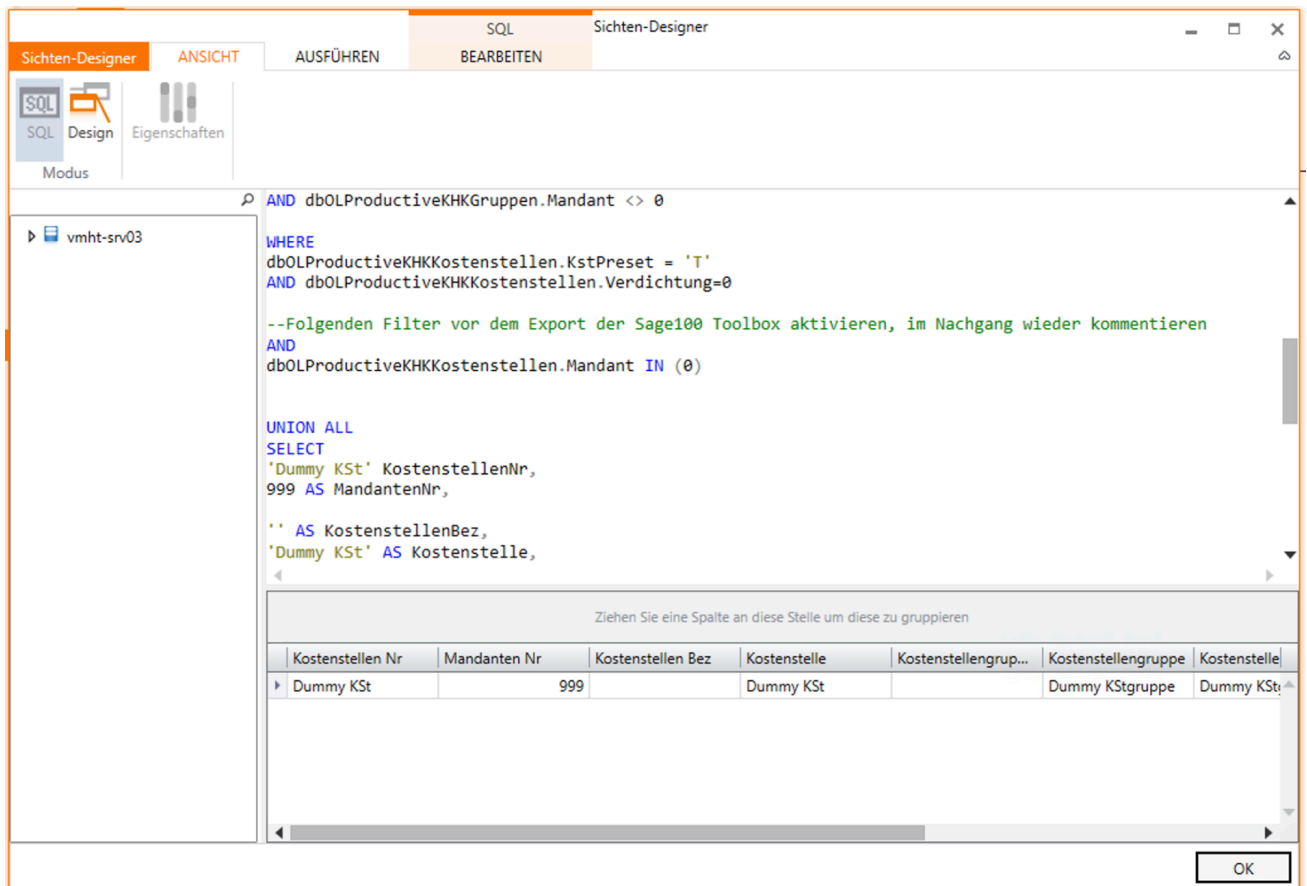 SQL
Sichten-Designer
Sichten-Designer
ANSICHT
AUSFÜHREN
BEARBEITEN
SQL
SQL
Design
Eigenschaften
Modus
vmht-srv03
AND dbOLProductiveKHKGruppen.Mandant <> 0
WHERE
dbOLProductiveKHKKostenstellen.KstPreset = 'T'
AND dbOLProductiveKHKKostenstellen.Verdichtung=0
--Folgenden Filter vor dem Export der Sage100 Toolbox aktivieren, im Nachgang wieder kommentieren
AND
dbOLProductiveKHKKostenstellen.Mandant IN (0)
UNION ALL
SELECT
'Dummy KSt' KostenstellenNr,
999 AS MandantenNr,
'' AS KostenstellenBez,
'Dummy KSt' AS Kostenstelle,
Ziehen Sie eine Spalte an diese Stelle um diese zu gruppieren
Kostenstellen Nr Mandanten Nr Kostenstellen Bez Kostenstelle Kostenstellengrup... Kostenstellengruppe Kostenstelle
Dummy KSt 999 Dummy KSt Dummy KStgruppe Dummy KStg
OK